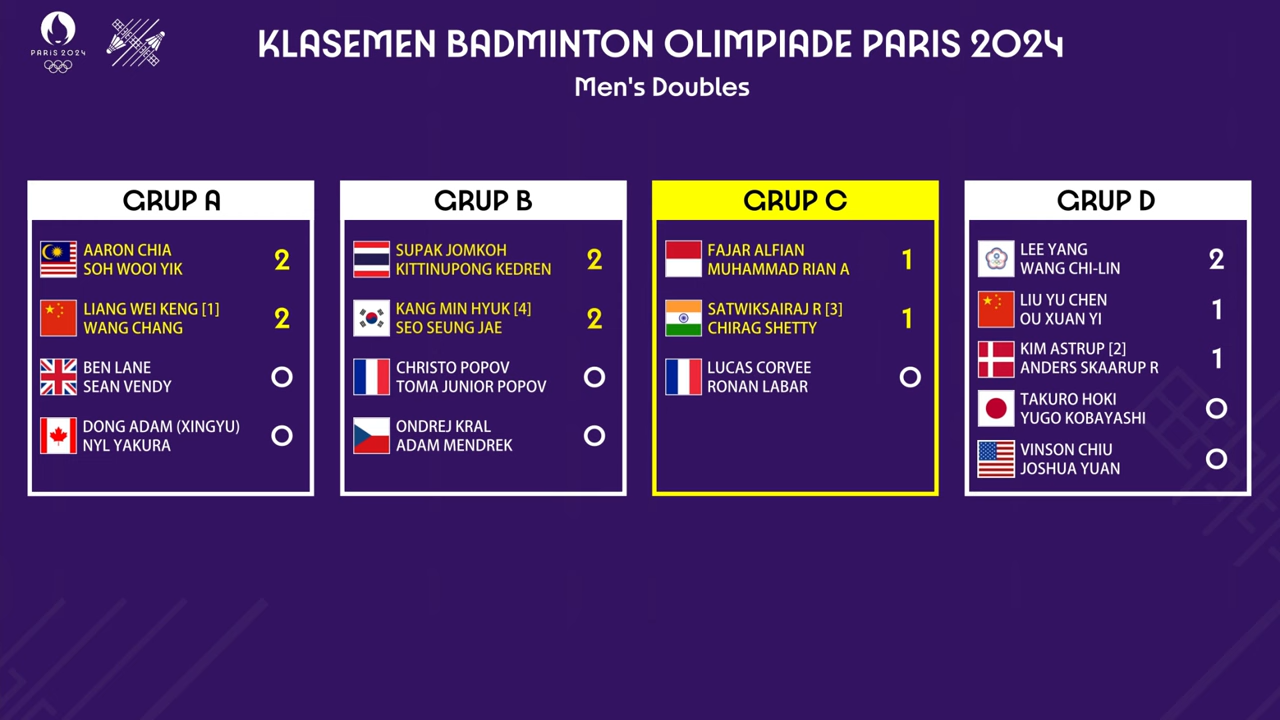 PARIS 2024
KLASEMEN BADMINTON OLIMPIADE PARIS 2024
Men's Doubles
GRUP A
AARON CHIA
SOH WOOI YIK
2
LIANG WEI KENG [1]
WANG CHANG
2
BEN LANE
SEAN VENDY
0
DONG ADAM (XINGYU)
NYL YAKURA
0
GRUP B
SUPAK JOMKOH
KITTINUPONG KEDREN
2
KANG MIN HYUK [4]
SEO SEUNG JAE
2
CHRISTO POPOV
TOMA JUNIOR POPOV
0
ONDREJ KRAL
ADAM MENDREK
0
GRUP C
FAJAR ALFIAN
MUHAMMAD RIAN A
1
SATWIKSAIRAJ R [3]
CHIRAG SHETTY
1
LUCAS CORVEE
RONAN LABAR
0
GRUP D
LEE YANG
WANG CHI-LIN
2
LIU YU CHEN
OU XUAN YI
1
KIM ASTRUP [2]
ANDERS SKAARUP R
1
TAKURO HOKI
YUGO KOBAYASHI
0
VINSON CHIU
JOSHUA YUAN
0